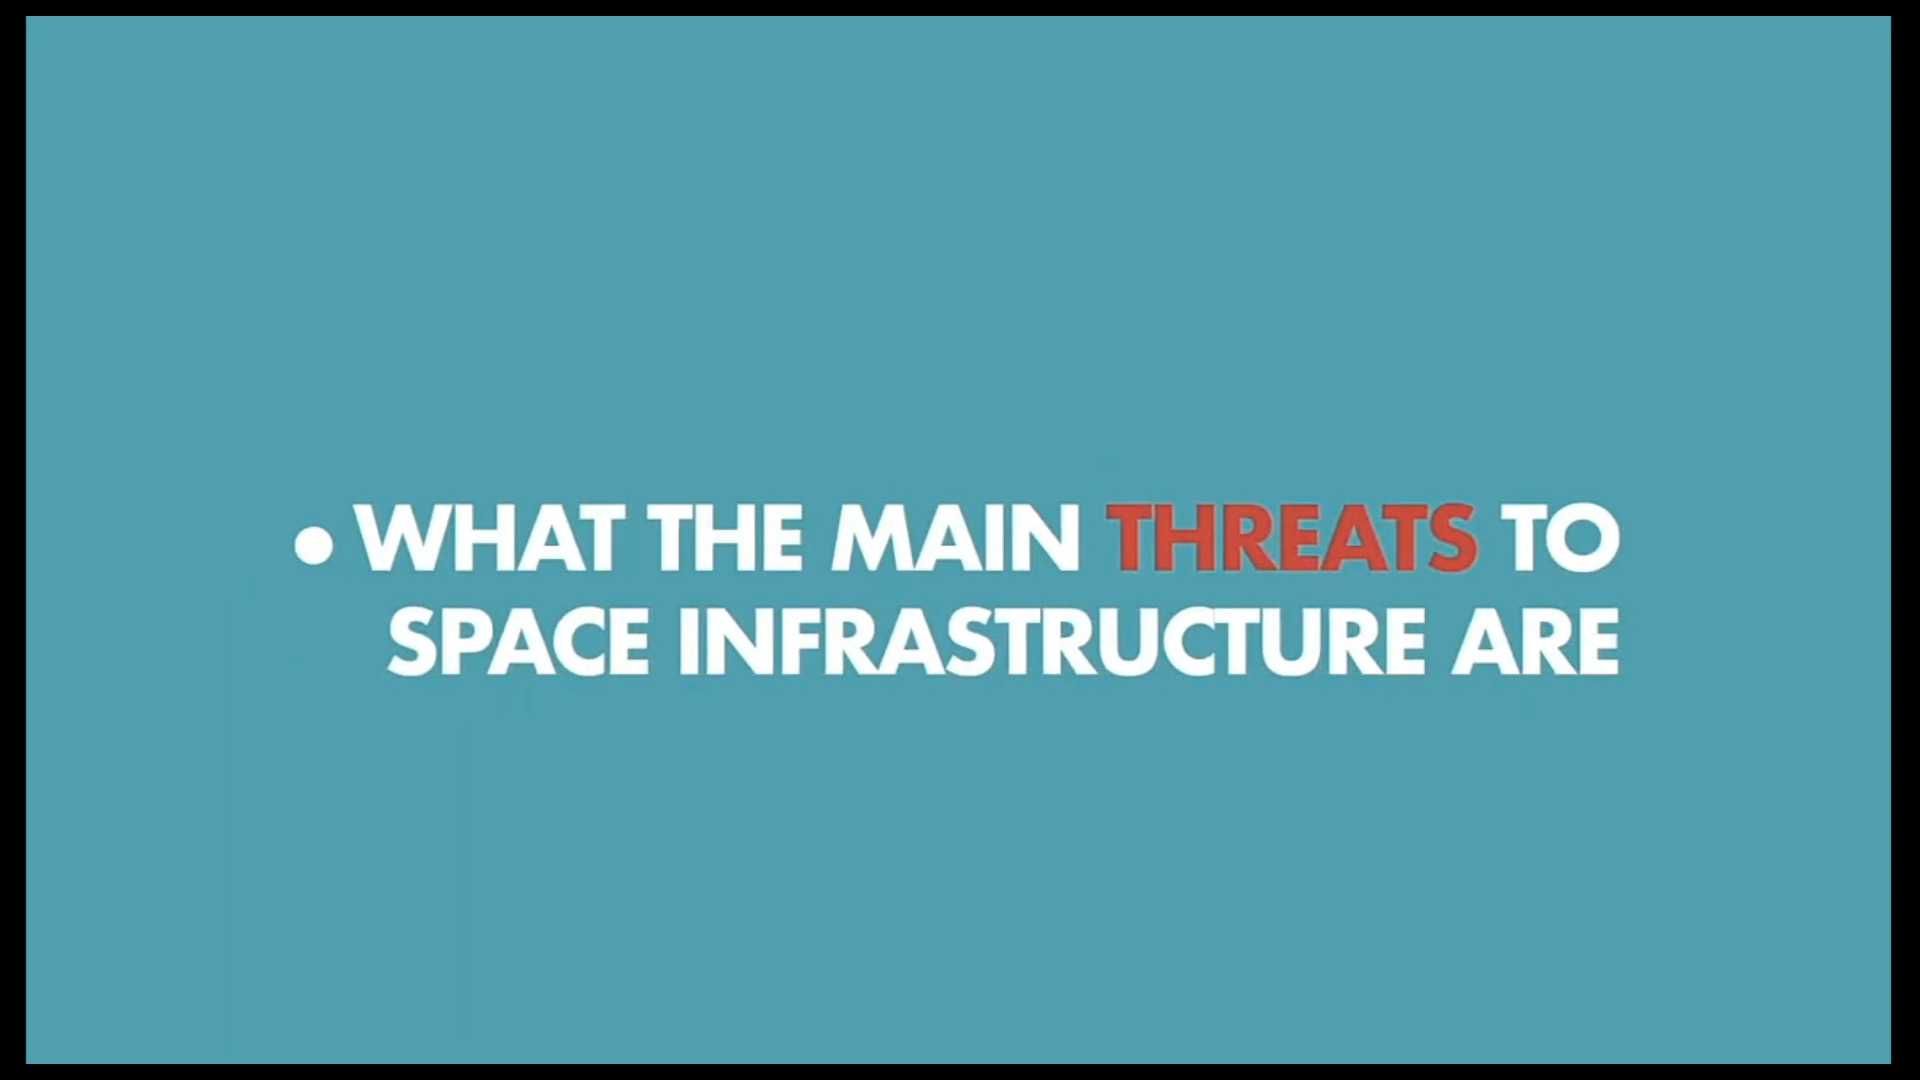 • WHAT THE MAIN THREATS TO
SPACE INFRASTRUCTURE ARE